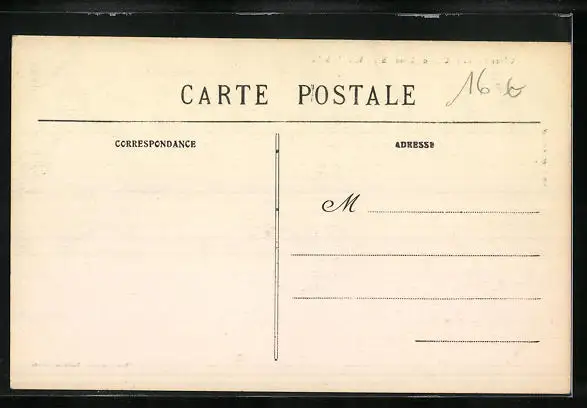 CARTE POSTALE
16 b
CORRESPONDANCE
ADRESSE
M